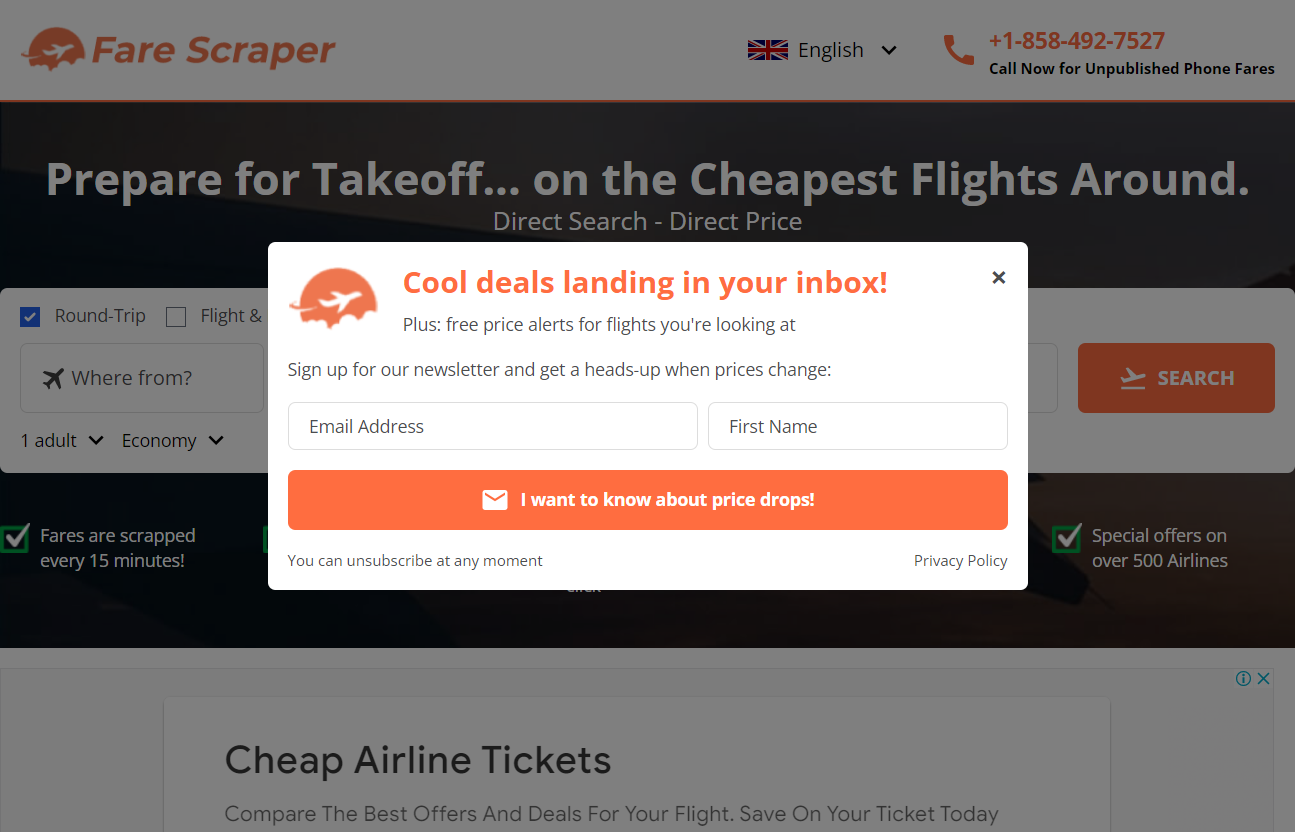 Fare Scraper
English
+1-858-492-7527
Call Now for Unpublished Phone Fares
Prepare for Takeoff... on the Cheapest Flights Around.
Direct Search - Direct Price
Cool deals landing in your inbox!
Plus: free price alerts for flights you're looking at
Sign up for our newsletter and get a heads-up when prices change:
Email Address
First Name
I want to know about price drops!
You can unsubscribe at any moment
Privacy Policy
Round-Trip
Flight &
Where from?
SEARCH
1 adult
Economy
Fares are scrapped
every 15 minutes!
Special offers on
over 500 Airlines
Cheap Airline Tickets
Compare The Best Offers And Deals For Your Flight. Save On Your Ticket Today